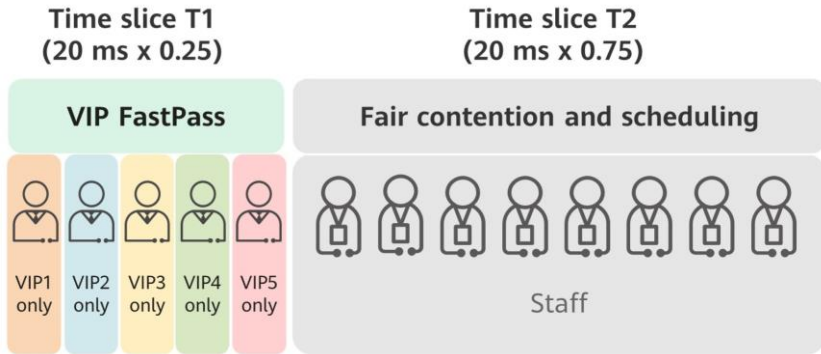 Time slice T1
(20 ms x 0.25)
Time slice T2
(20 ms x 0.75)
VIP FastPass
Fair contention and scheduling
VIP1
only
VIP2
only
VIP3
only
VIP4
only
VIP5
only
Staff